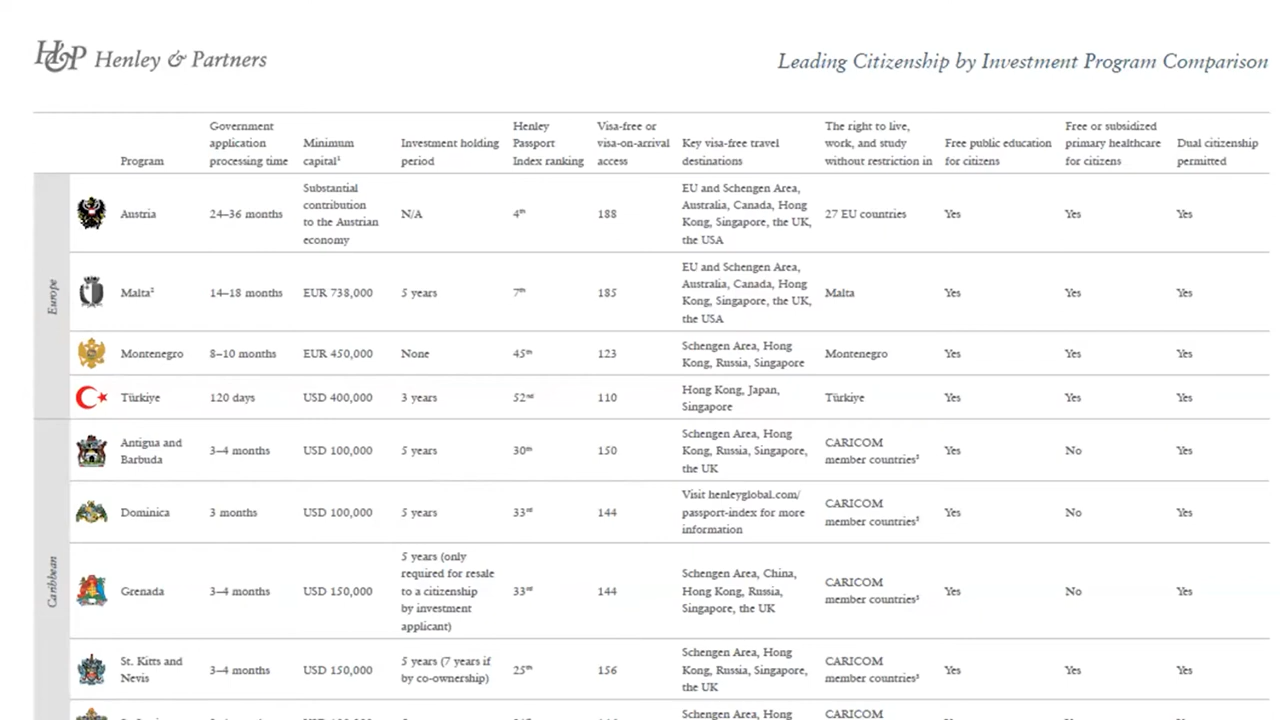 H&P Henley & Partners
Leading Citizenship by Investment Program Comparison
Program
Government
application
processing time
Minimum
capital¹
Investment holding
period
Henley
Passport
Index ranking
Visa-free or
visa-on-arrival
access
Key visa-free travel
destinations
The right to live,
work, and study
without restriction in
Free public education
for citizens
Free or subsidized
primary healthcare
for citizens
Dual citizenship
permitted
Europe
Austria
24–36 months
Substantial
contribution
to the Austrian
economy
N/A
4th
188
EU and Schengen Area,
Australia, Canada, Hong
Kong, Singapore, the UK,
the USA
27 EU countries
Yes
Yes
Yes
Malta²
14–18 months
EUR 738,000
5 years
7th
185
EU and Schengen Area,
Australia, Canada, Hong
Kong, Singapore, the UK,
the USA
Malta
Yes
Yes
Yes
Montenegro
8–10 months
EUR 450,000
None
45th
123
Schengen Area, Hong
Kong, Russia, Singapore
Montenegro
Yes
Yes
Yes
Türkiye
120 days
USD 400,000
3 years
52nd
110
Hong Kong, Japan,
Singapore
Türkiye
Yes
Yes
Yes
Caribbean
Antigua and
Barbuda
3–4 months
USD 100,000
5 years
30th
150
Schengen Area, Hong
Kong, Russia, Singapore,
the UK
CARICOM
member countries³
Yes
No
Yes
Dominica
3 months
USD 100,000
5 years
33rd
144
Visit henleyglobal.com/
passport-index for more
information
CARICOM
member countries³
Yes
No
Yes
Grenada
3–4 months
USD 150,000
5 years (only
required for resale
to a citizenship
by investment
applicant)
33rd
144
Schengen Area, China,
Hong Kong, Russia,
Singapore, the UK
CARICOM
member countries³
Yes
No
Yes
St. Kitts and
Nevis
3–4 months
USD 150,000
5 years (7 years if
by co-ownership)
25th
156
Schengen Area, Hong
Kong, Russia, Singapore,
the UK
CARICOM
member countries³
Yes
Yes
Yes
Schengen Area, Hong
CARICOM